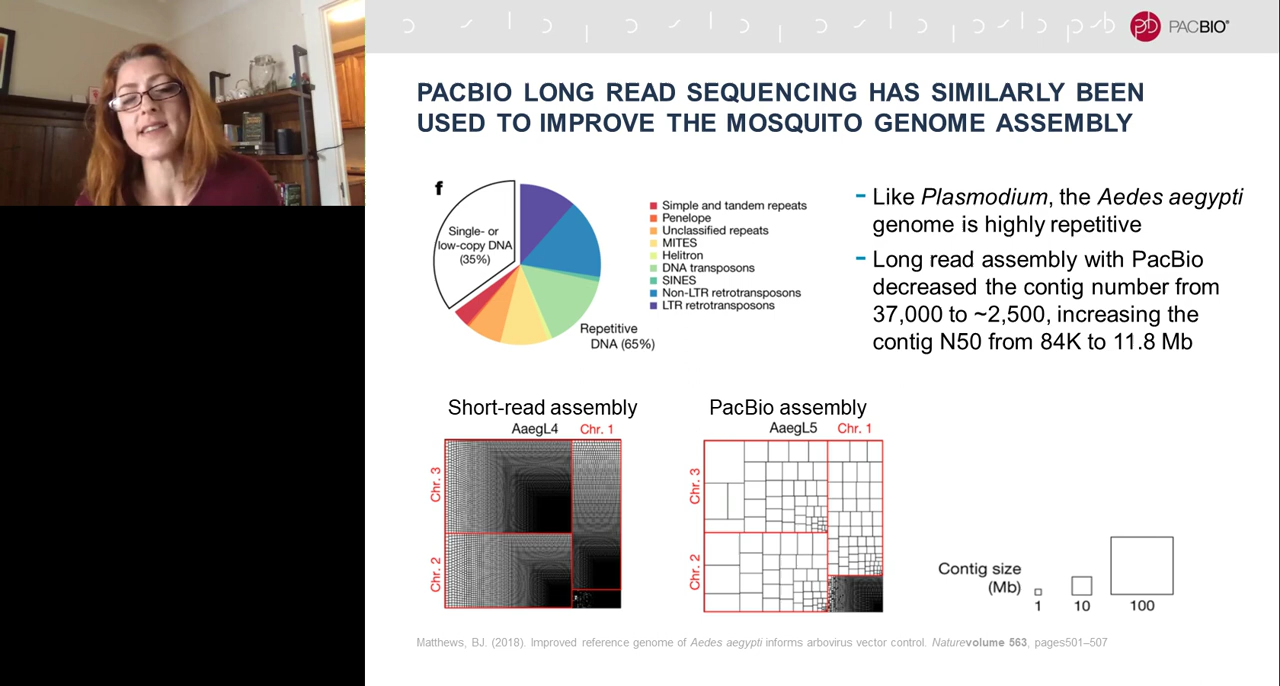 PACBIO®
PACBIO LONG READ SEQUENCING HAS SIMILARLY BEEN
USED TO IMPROVE THE MOSQUITO GENOME ASSEMBLY
f
Single- or
low-copy DNA
(35%)
Repetitive
DNA (65%)
Simple and tandem repeats
Penelope
Unclassified repeats
MITES
Helitron
DNA transposons
SINES
Non-LTR retrotransposons
LTR retrotransposons
– Like Plasmodium, the Aedes aegypti
genome is highly repetitive
– Long read assembly with PacBio
decreased the contig number from
37,000 to ~2,500, increasing the
contig N50 from 84K to 11.8 Mb
Short-read assembly
AaegL4 Chr. 1
Chr. 3
Chr. 2
PacBio assembly
AaegL5 Chr. 1
Chr. 3
Chr. 2
Contig size
(Mb)
1 10 100
Matthews, BJ. (2018). Improved reference genome of Aedes aegypti informs arbovirus vector control. Naturevolume 563, pages501–507